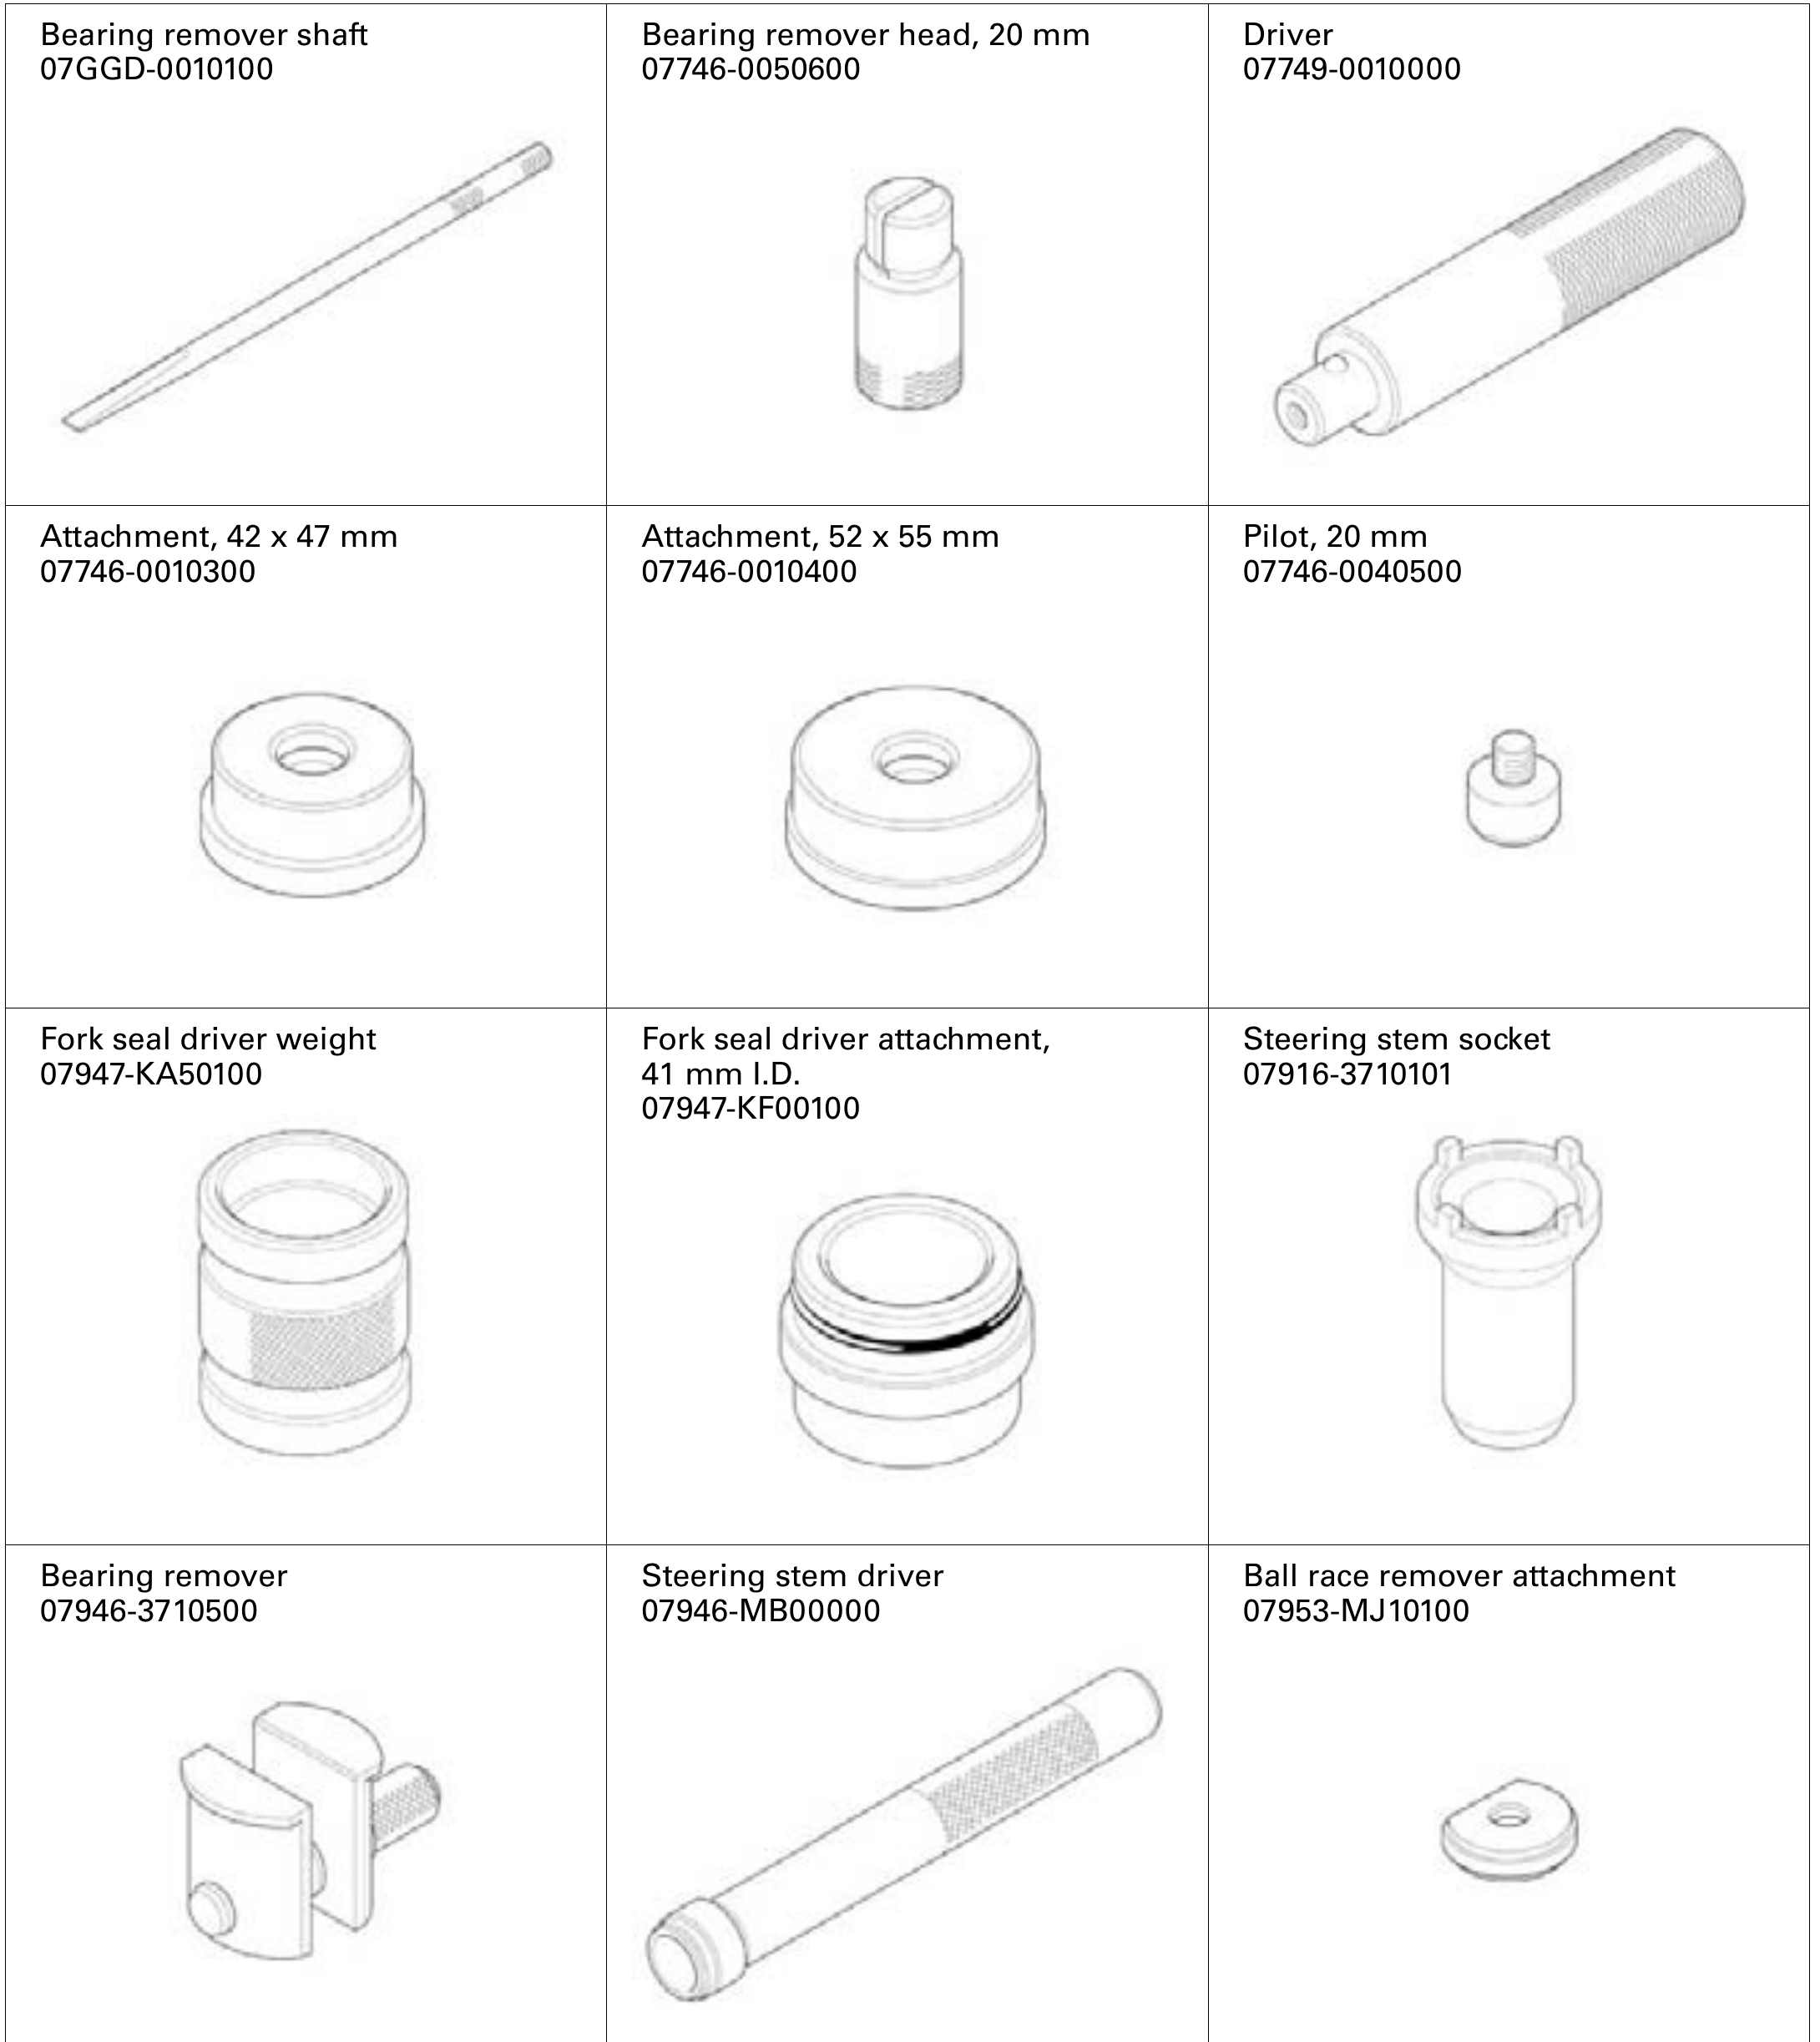 Bearing remover shaft
07GGD-0010100
Bearing remover head, 20 mm
07746-0050600
Driver
07749-0010000
Attachment, 42 x 47 mm
07746-0010300
Attachment, 52 x 55 mm
07746-0010400
Pilot, 20 mm
07746-0040500
Fork seal driver weight
07947-KA50100
Fork seal driver attachment,
41 mm I.D.
07947-KF00100
Steering stem socket
07916-3710101
Bearing remover
07946-3710500
Steering stem driver
07946-MB00000
Ball race remover attachment
07953-MJ10100